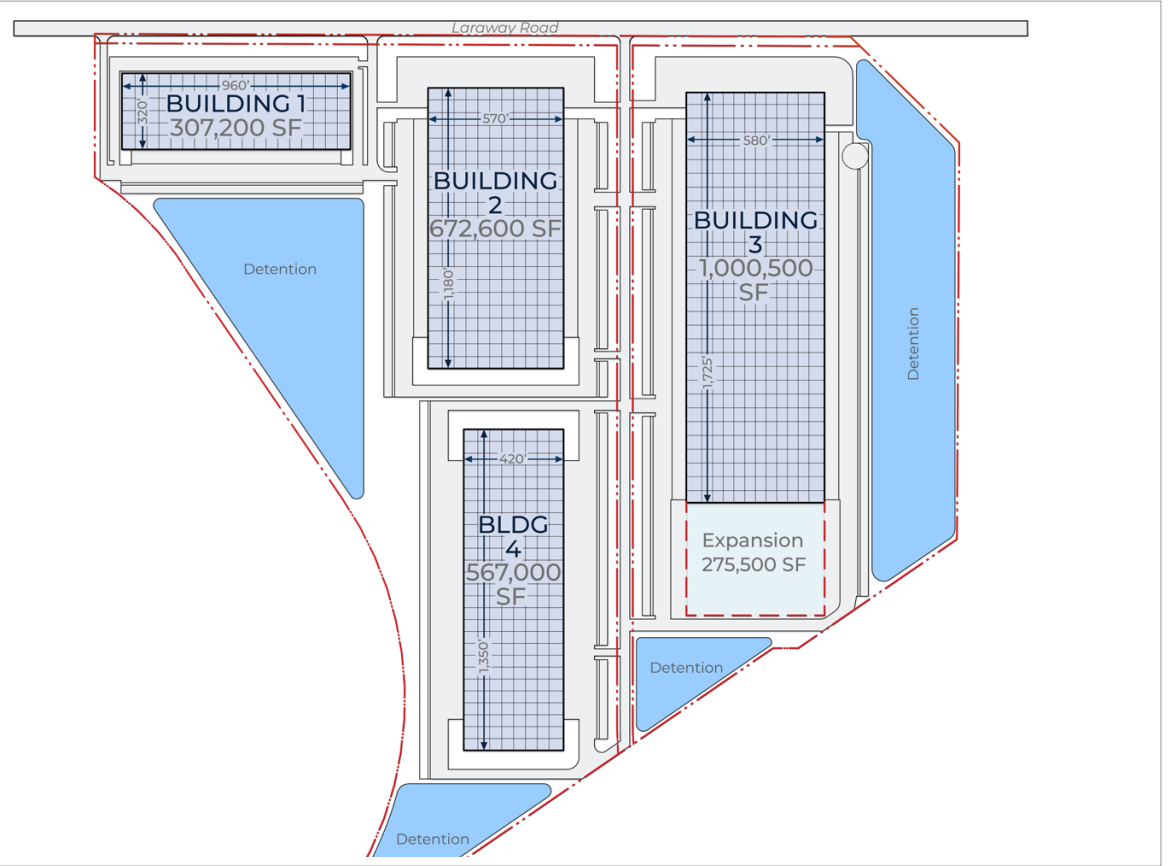 Laraway Road
960'
320'
BUILDING 1
307,200 SF
570'
BUILDING
2
672,600 SF
1,180'
580'
BUILDING
3
1,000,500
SF
1,725'
Detention
Detention
420'
BLDG
4
567,000
SF
1,350'
Expansion
275,500 SF
Detention
Detention